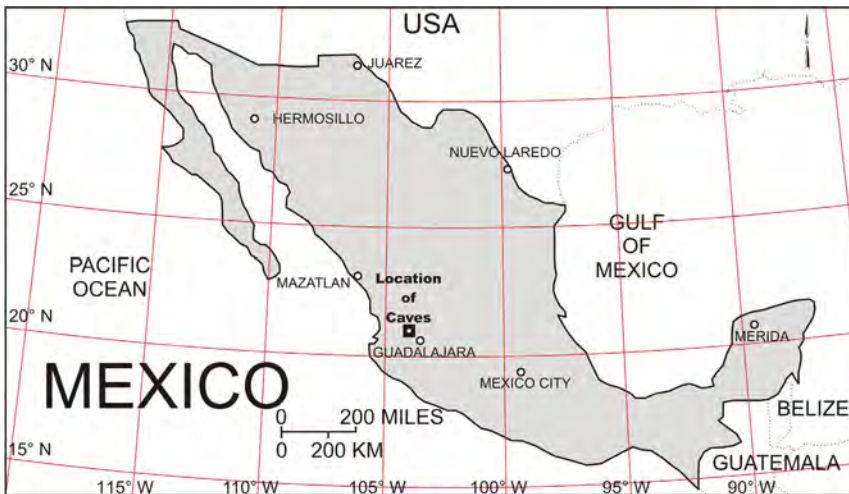 USA
30° N
JUAREZ
HERMOSILLO
NUEVO LAREDO
25° N
GULF
OF
MEXICO
PACIFIC
OCEAN
MAZATLAN
Location
of
Caves
20° N
GUADALAJARA
MERIDA
MEXICO
MEXICO CITY
0 200 MILES
0 200 KM
BELIZE
15° N
GUATEMALA
115°W
110°W
105°W
100°W
95°W
90°W